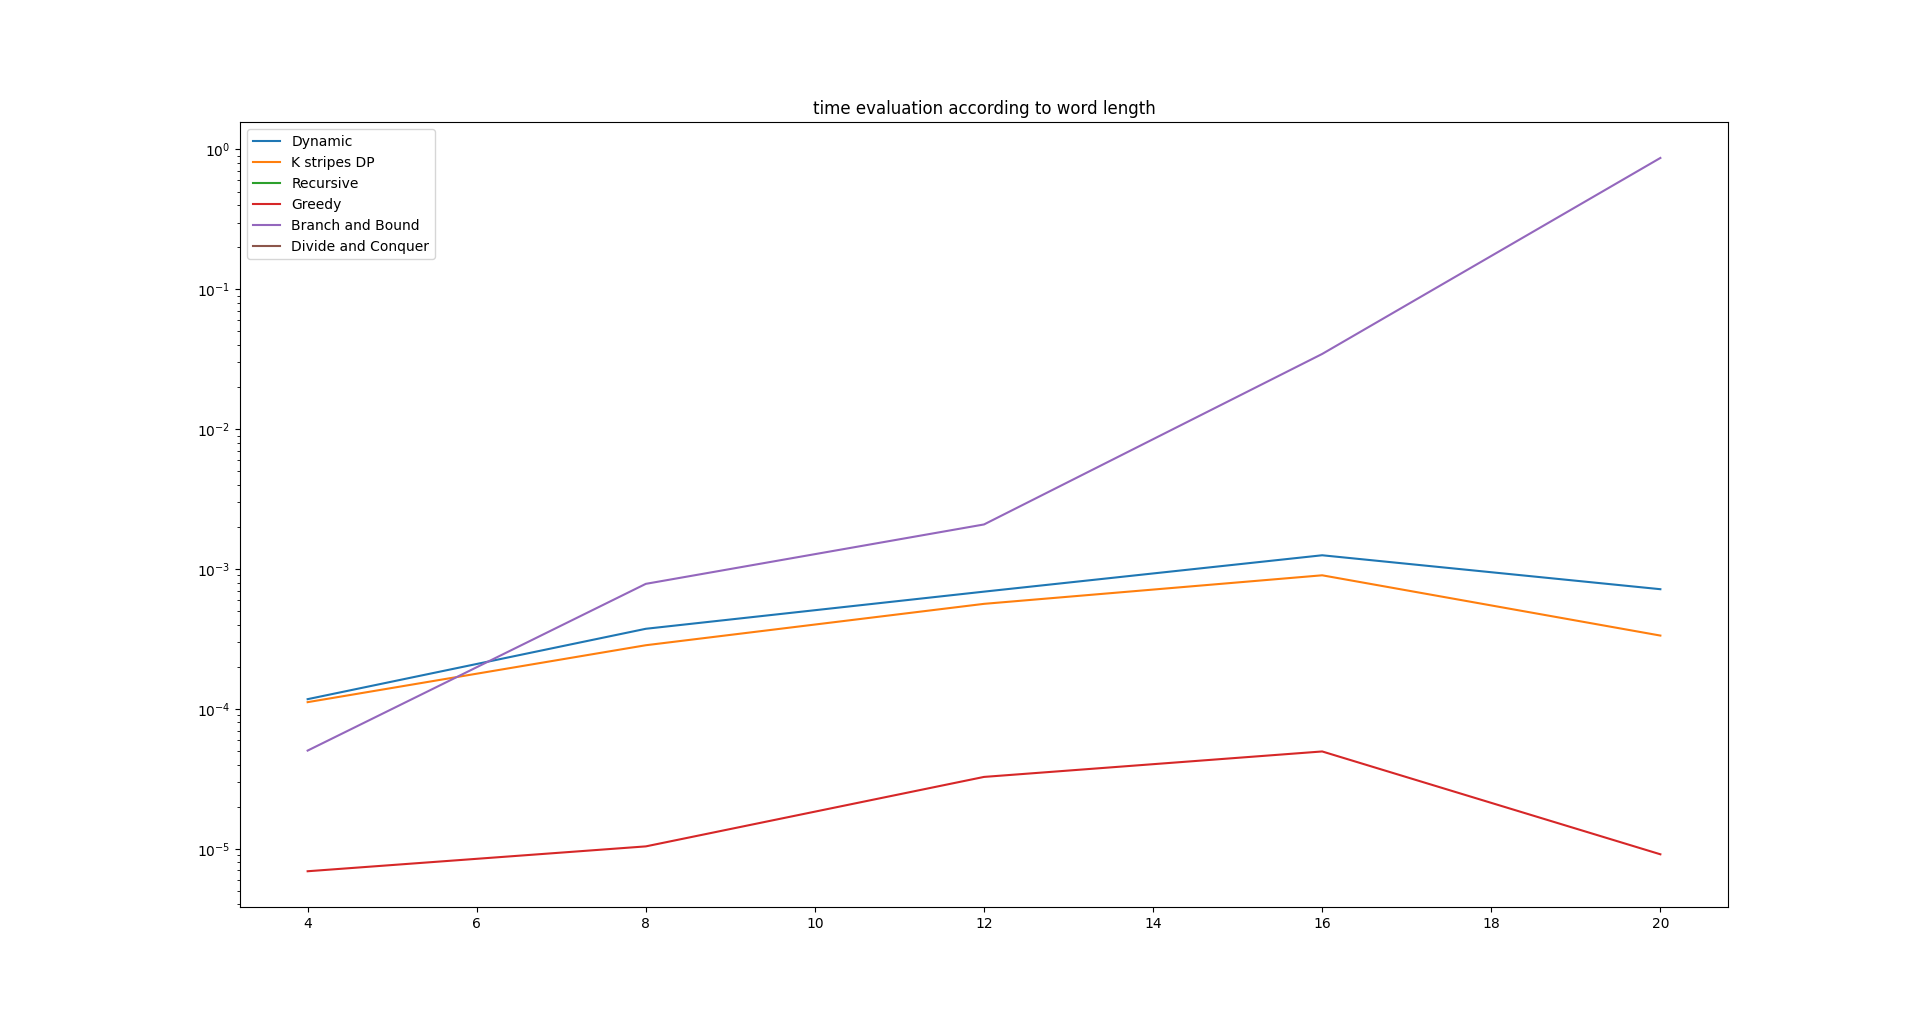 time evaluation according to word length
Dynamic
K stripes DP
Recursive
Greedy
Branch and Bound
Divide and Conquer
10⁰
10⁻¹
10⁻²
10⁻³
10⁻⁴
10⁻⁵
4 6 8 10 12 14 16 18 20